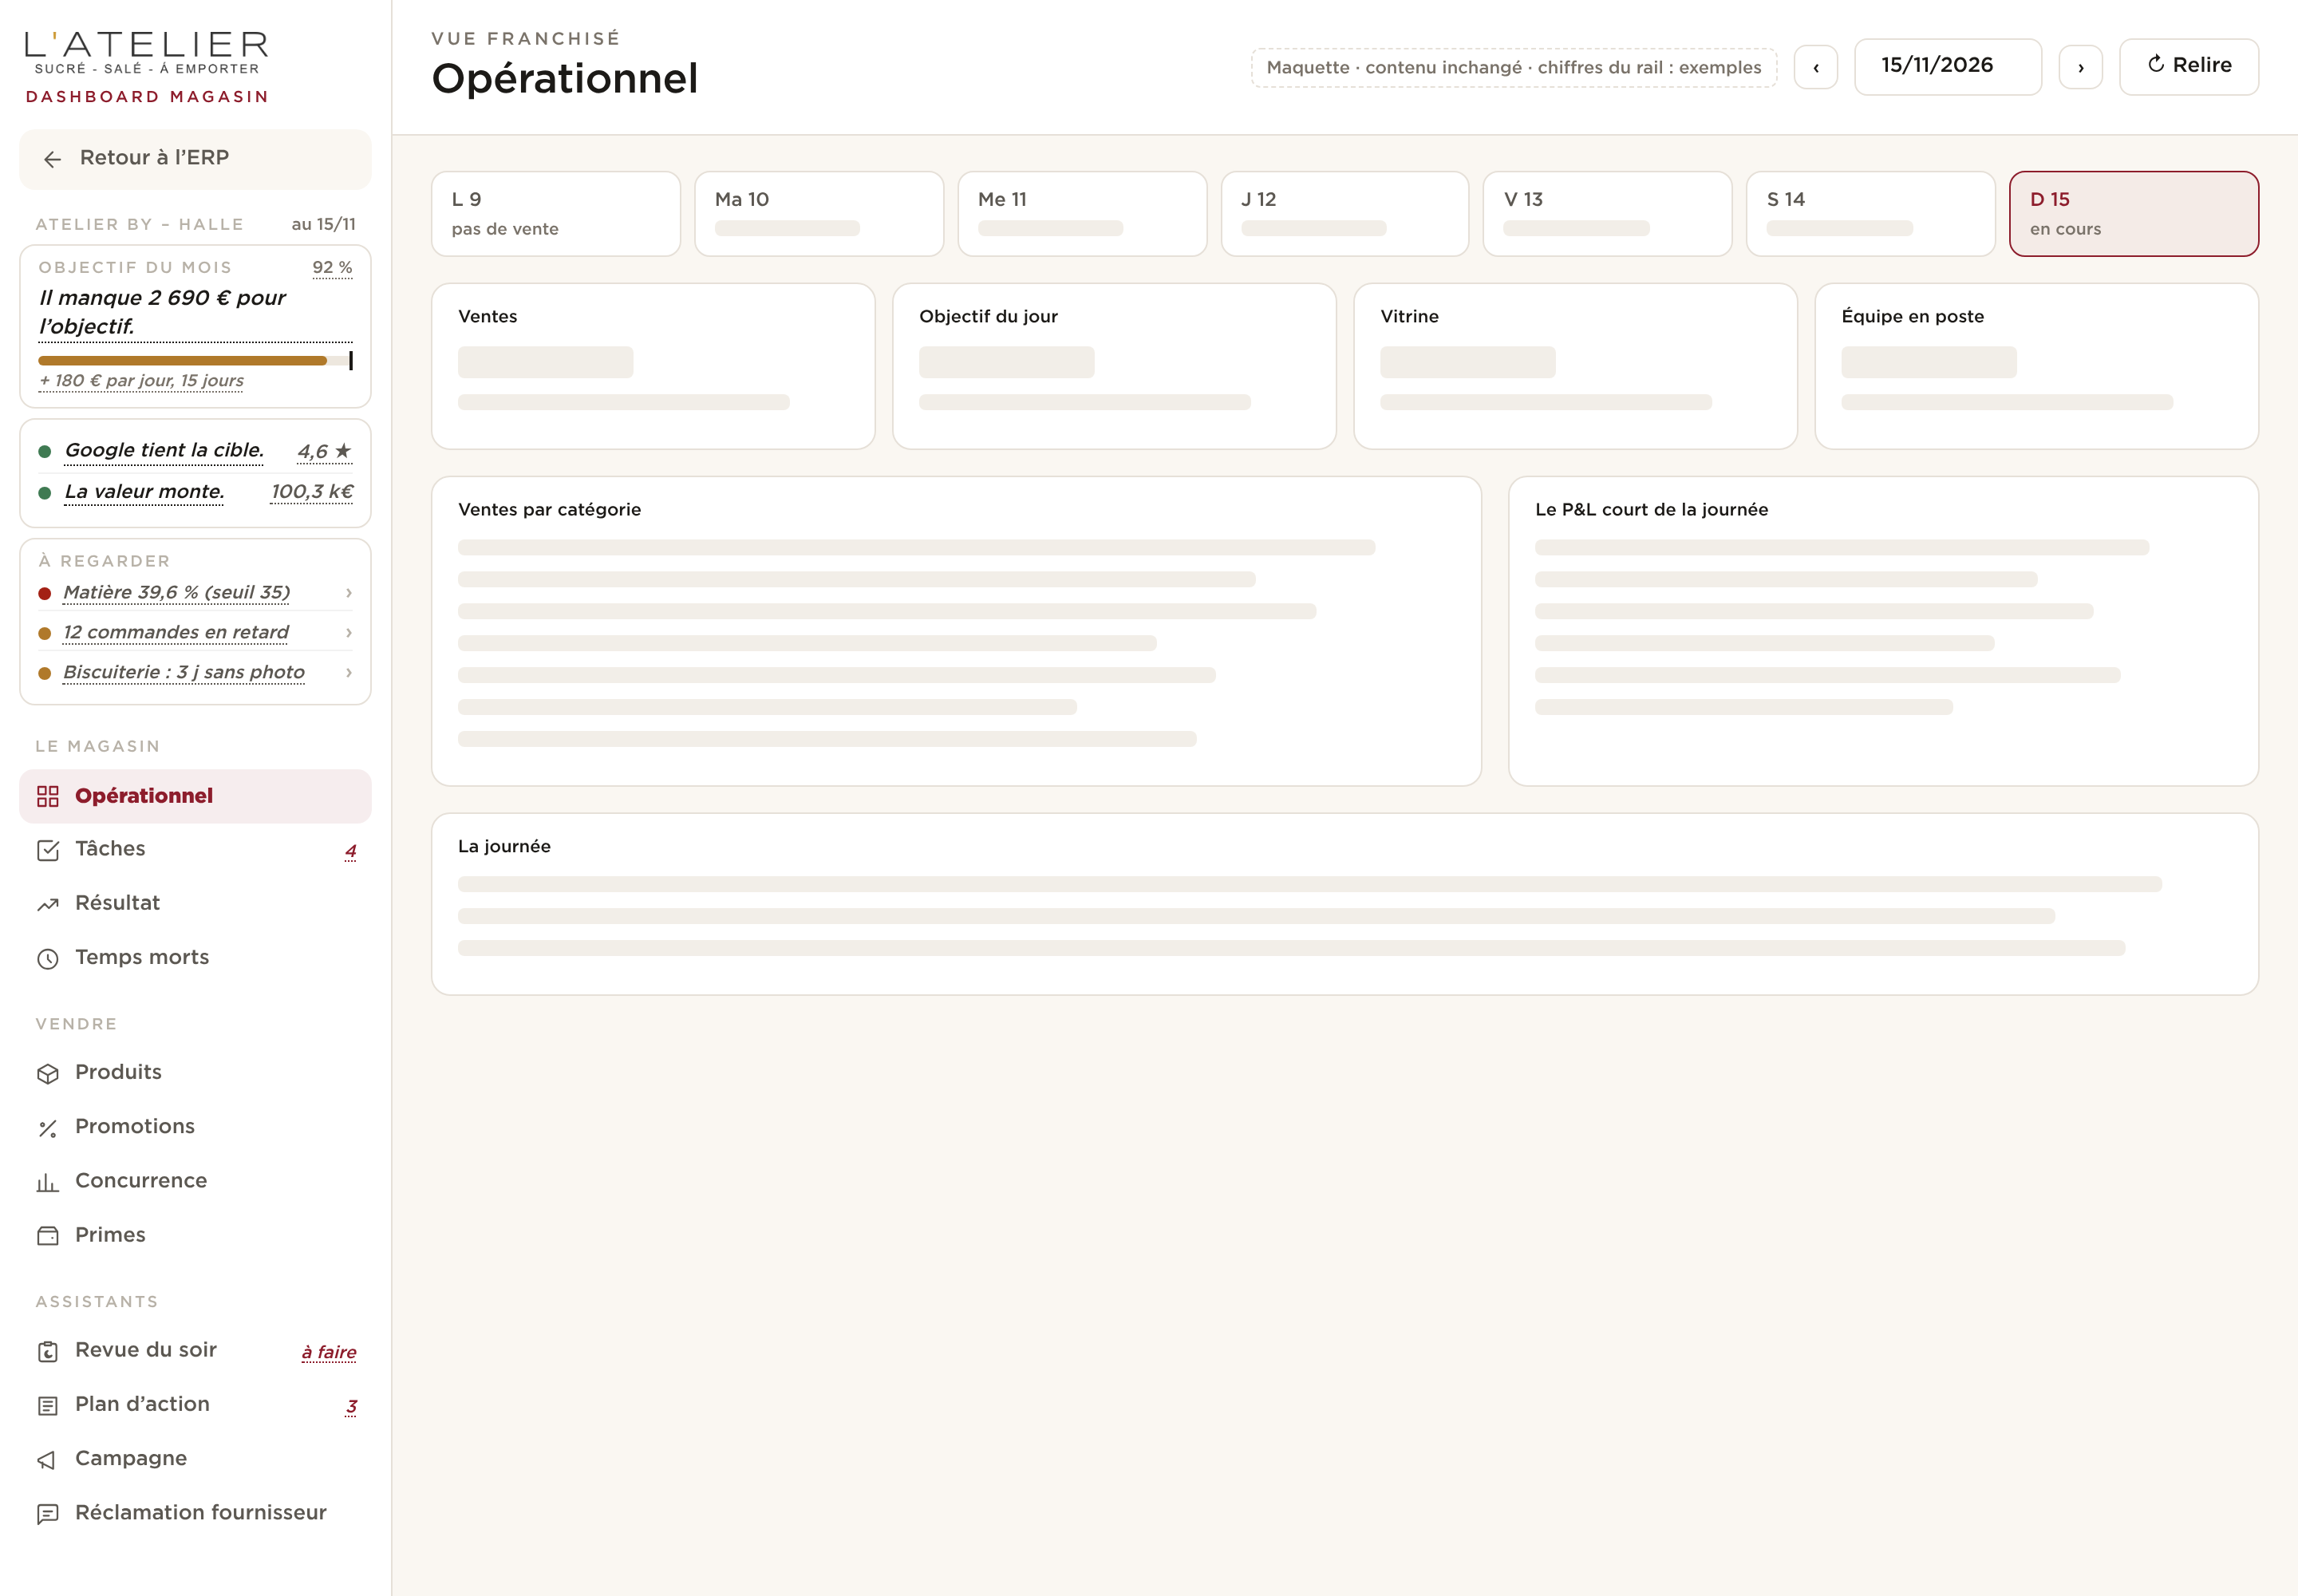 L'ATELIER
SUCRÉ - SALÉ - À EMPORTER
DASHBOARD MAGASIN
Retour à l’ERP
ATELIER BY – HALLE au 15/11
OBJECTIF DU MOIS 92 %
Il manque 2 690 € pour
l’objectif.
+ 180 € par jour, 15 jours
Google tient la cible. 4,6 ★
La valeur monte. 100,3 k€
À REGARDER
Matière 39,6 % (seuil 35) ›
12 commandes en retard ›
Biscuiterie : 3 j sans photo ›
LE MAGASIN
Opérationnel
Tâches 4
Résultat
Temps morts
VENDRE
Produits
Promotions
Concurrence
Primes
ASSISTANTS
Revue du soir à faire
Plan d’action 3
Campagne
Réclamation fournisseur
VUE FRANCHISÉ
Opérationnel
Maquette · contenu inchangé · chiffres du rail : exemples ‹ 15/11/2026 › Relire
L 9
pas de vente
Ma 10
Me 11
J 12
V 13
S 14
D 15
en cours
Ventes
Objectif du jour
Vitrine
Équipe en poste
Ventes par catégorie
Le P&L court de la journée
La journée